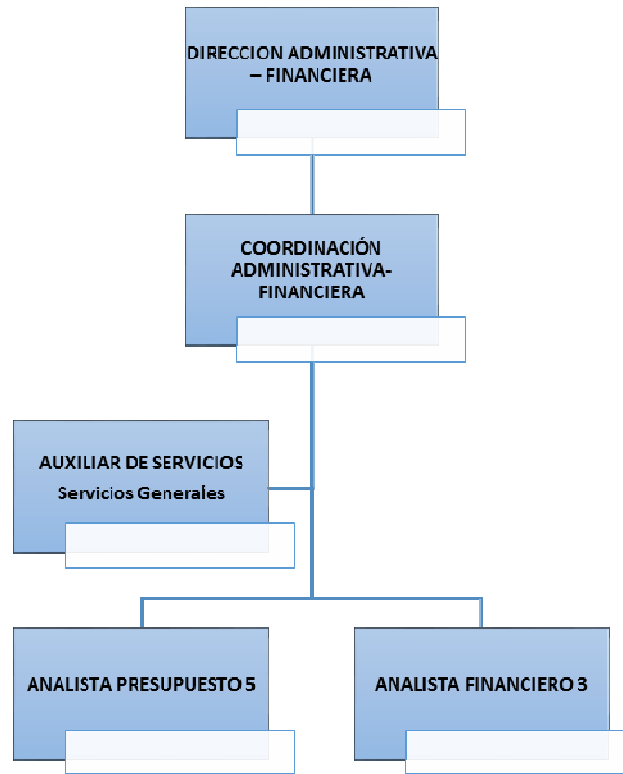 DIRECCION ADMINISTRATIVA
– FINANCIERA
COORDINACIÓN
ADMINISTRATIVA-
FINANCIERA
AUXILIAR DE SERVICIOS
Servicios Generales
ANALISTA PRESUPUESTO 5
ANALISTA FINANCIERO 3